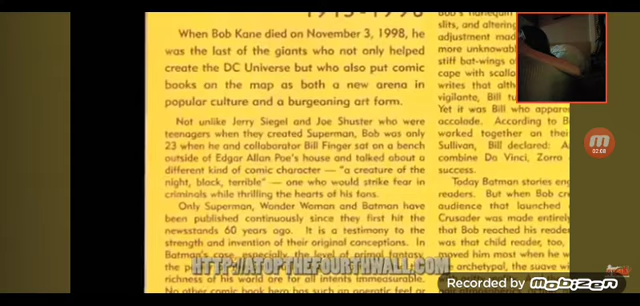 1915-1998
When Bob Kane died on November 3, 1998, he
was the last of the giants who not only helped
create the DC Universe but who also put comic
books on the map as both a new arena in
popular culture and a burgeoning art form.
Not unlike Jerry Siegel and Joe Shuster who were
teenagers when they created Superman, Bob was only
23 when he and collaborator Bill Finger sat on a bench
outside of Edgar Allan Poe's house and talked about a
different kind of comic character — "a creature of the
night, black, terrible" — one who would strike fear in
criminals while thrilling the hearts of his fans.
Only Superman, Wonder Woman and Batman have
been published continuously since they first hit the
newsstands 60 years ago. It is a testimony to the
strength and invention of their original conceptions. In
Batman's case, especially, the level of primal fantasy,
the
richness of his world are for all intents immeasurable.
No other comic book hero has such an operatic feel or
Bob's harlequin
slits, and altering
adjustment mad
more unknowabl
stiff bat-wings o
cape with scallo
writes that alth
vigilante, Bill tu
Yet it was Bill who appare
accolade. According to B
worked together on thei
Sullivan, Bill declared: A
combine Da Vinci, Zorro
success.
Today Batman stories eng
readers. But when Bob cr
audience that launched
Crusader was made entirely
that Bob reached his reader
was that child reader, too,
moved him most when he w
archetype, the suave wi
HTTP://ATOPTHEFOURTHWALL.COM
02:08
Recorded by MOBIZEN